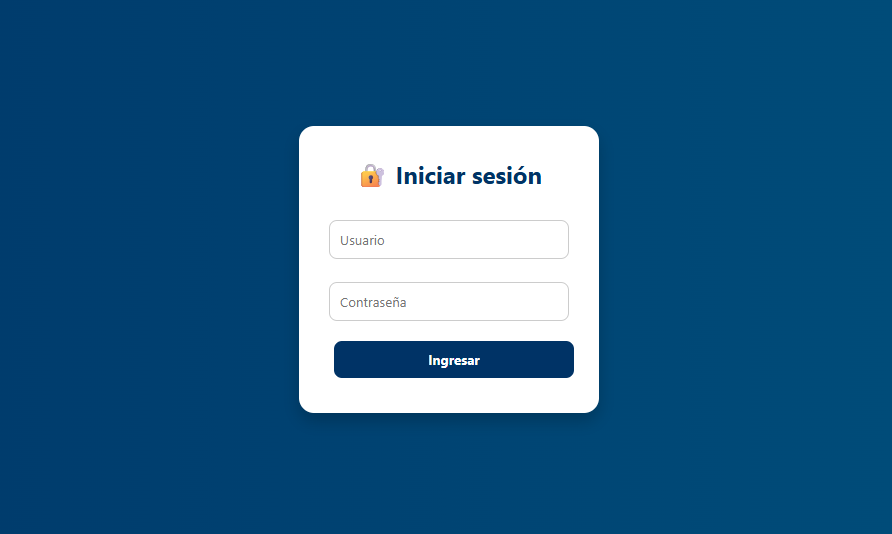 🔐 Iniciar sesión
Usuario
Contraseña
Ingresar